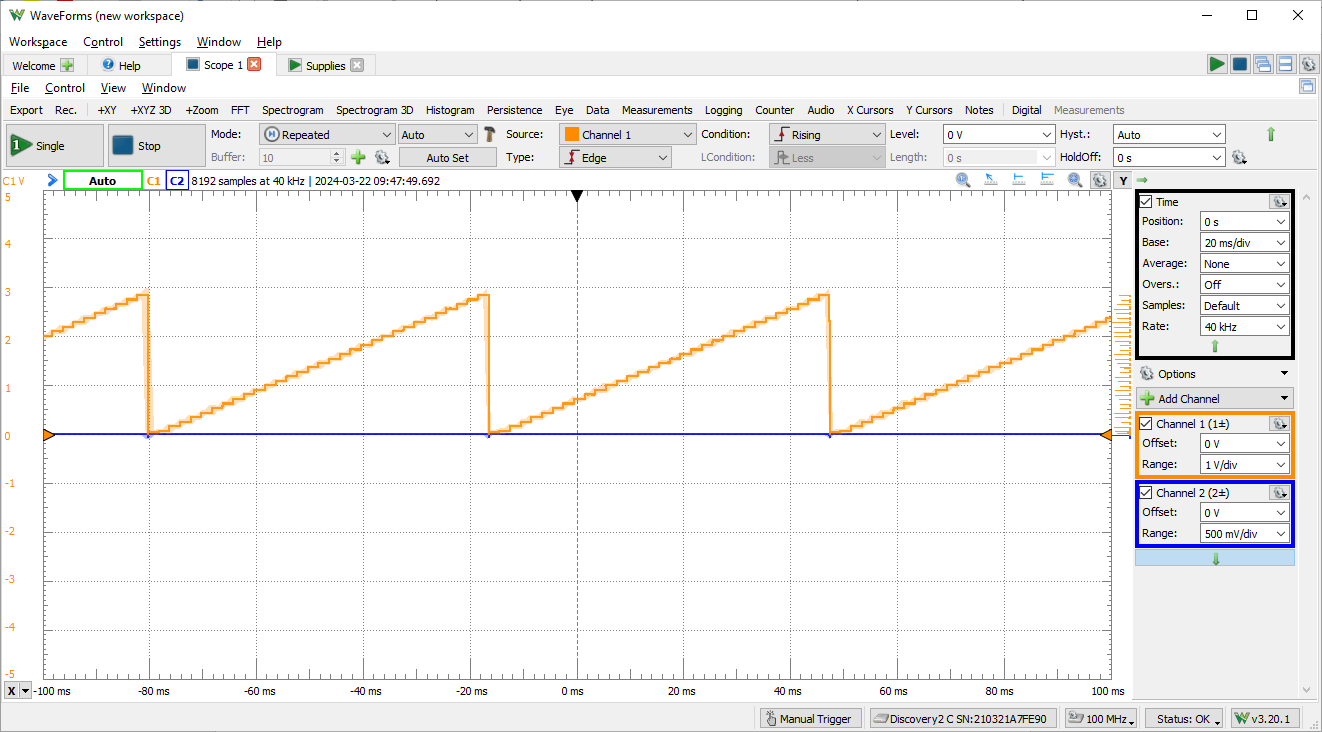 WaveForms (new workspace)
Workspace Control Settings Window Help
Welcome Help Scope 1 Supplies
File Control View Window
Export Rec. +XY +XYZ 3D +Zoom FFT Spectrogram Spectrogram 3D Histogram Persistence Eye Data Measurements Logging Counter Audio X Cursors Y Cursors Notes Digital Measurements
1 Single Stop Mode: Repeated Auto Source: Channel 1 Condition: Rising Level: 0 V Hyst.: Auto
Buffer: 10 Auto Set Type: Edge LCondition: Less Length: 0 s HoldOff: 0 s
C1 V Auto C1 C2 8192 samples at 40 kHz | 2024-03-22 09:47:49.692 Y
5
4
3
2
1
0
-1
-2
-3
-4
-5
X -100 ms -80 ms -60 ms -40 ms -20 ms 0 ms 20 ms 40 ms 60 ms 80 ms 100 ms
Time
Position: 0 s
Base: 20 ms/div
Average: None
Overs.: Off
Samples: Default
Rate: 40 kHz
Options
Add Channel
Channel 1 (1±)
Offset: 0 V
Range: 1 V/div
Channel 2 (2±)
Offset: 0 V
Range: 500 mV/div
Manual Trigger Discovery2 C SN:210321A7FE90 100 MHz Status: OK v3.20.1